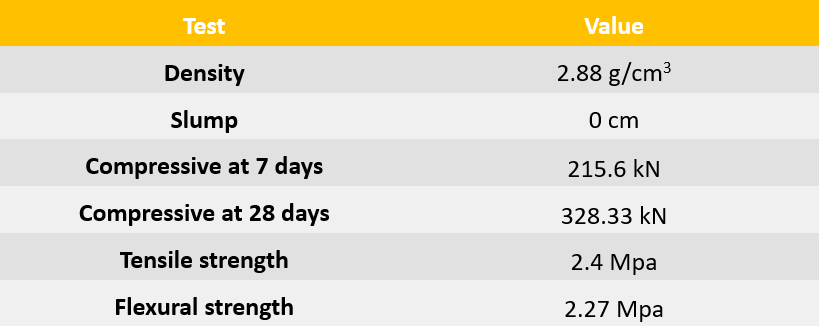 Test Value
Density 2.88 g/cm³
Slump 0 cm
Compressive at 7 days 215.6 kN
Compressive at 28 days 328.33 kN
Tensile strength 2.4 Mpa
Flexural strength 2.27 Mpa